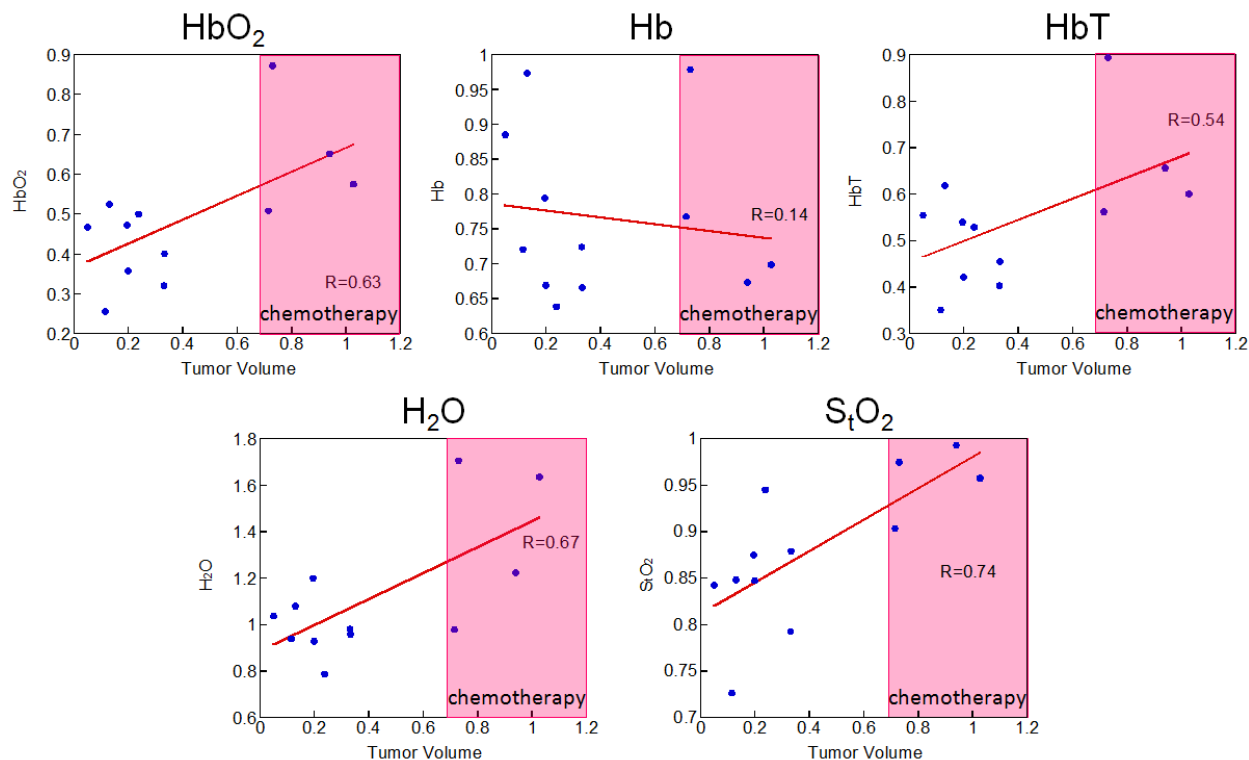 HbO₂
0.9
0.8
0.7
0.6
0.5
0.4
0.3
0.2
HbO₂
R=0.63
chemotherapy
0 0.2 0.4 0.6 0.8 1 1.2
Tumor Volume
Hb
1
0.95
0.9
0.85
0.8
0.75
0.7
0.65
0.6
Hb
R=0.14
chemotherapy
0 0.2 0.4 0.6 0.8 1 1.2
Tumor Volume
HbT
0.9
0.8
0.7
0.6
0.5
0.4
0.3
HbT
R=0.54
chemotherapy
0 0.2 0.4 0.6 0.8 1 1.2
Tumor Volume
H₂O
1.8
1.6
1.4
1.2
1
0.8
0.6
H₂O
R=0.67
chemotherapy
0 0.2 0.4 0.6 0.8 1 1.2
Tumor Volume
SₜO₂
1
0.95
0.9
0.85
0.8
0.75
0.7
StO₂
R=0.74
chemotherapy
0 0.2 0.4 0.6 0.8 1 1.2
Tumor Volume